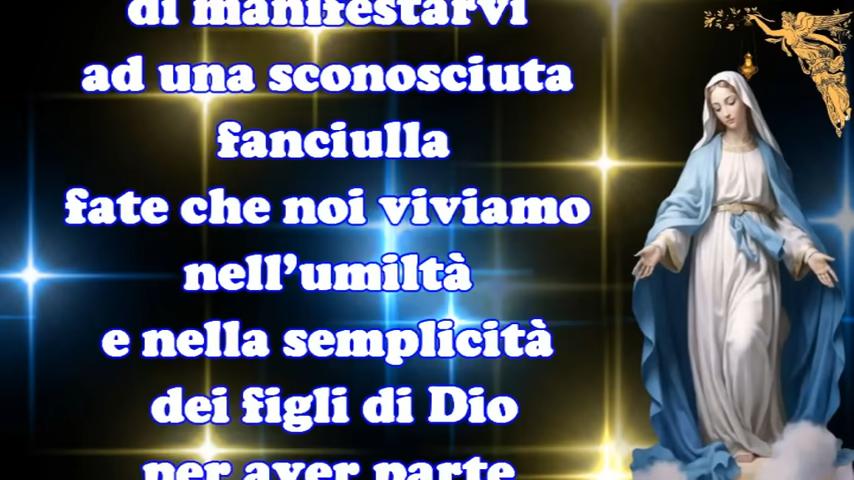 di manifestarvi
ad una sconosciuta
fanciulla
fate che noi viviamo
nell’umiltà
e nella semplicità
dei figli di Dio
per aver parte